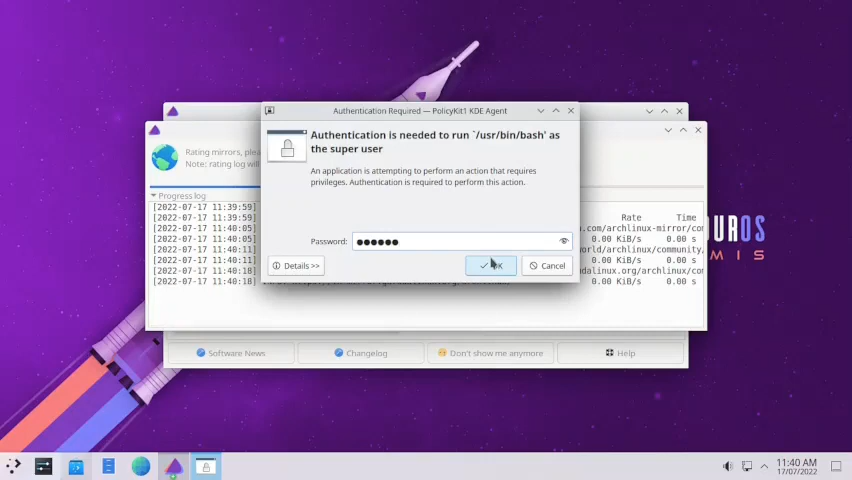 Authentication Required — PolicyKit1 KDE Agent
Authentication is needed to run `/usr/bin/bash' as
the super user
An application is attempting to perform an action that requires
privileges. Authentication is required to perform this action.
Password:
Details >>
OK
Cancel
Rating mirrors, plea
Note: rating log will
Progress log
Rate Time
[2022-07-17 11:39:59]
[2022-07-17 11:39:59]
[2022-07-17 11:40:05]
[2022-07-17 11:40:05] 0.00 KiB/s 0.00 s
[2022-07-17 11:40:11]
[2022-07-17 11:40:11] 0.00 KiB/s 0.00 s
[2022-07-17 11:40:18]
[2022-07-17 11:40:18] 0.00 KiB/s 0.00 s
.com/archlinux-mirror/com
world/archlinux/community/
dalinux.org/archlinux/com
UROS
MIS
Software News
Changelog
Don't show me anymore
Help
11:40 AM
17/07/2022